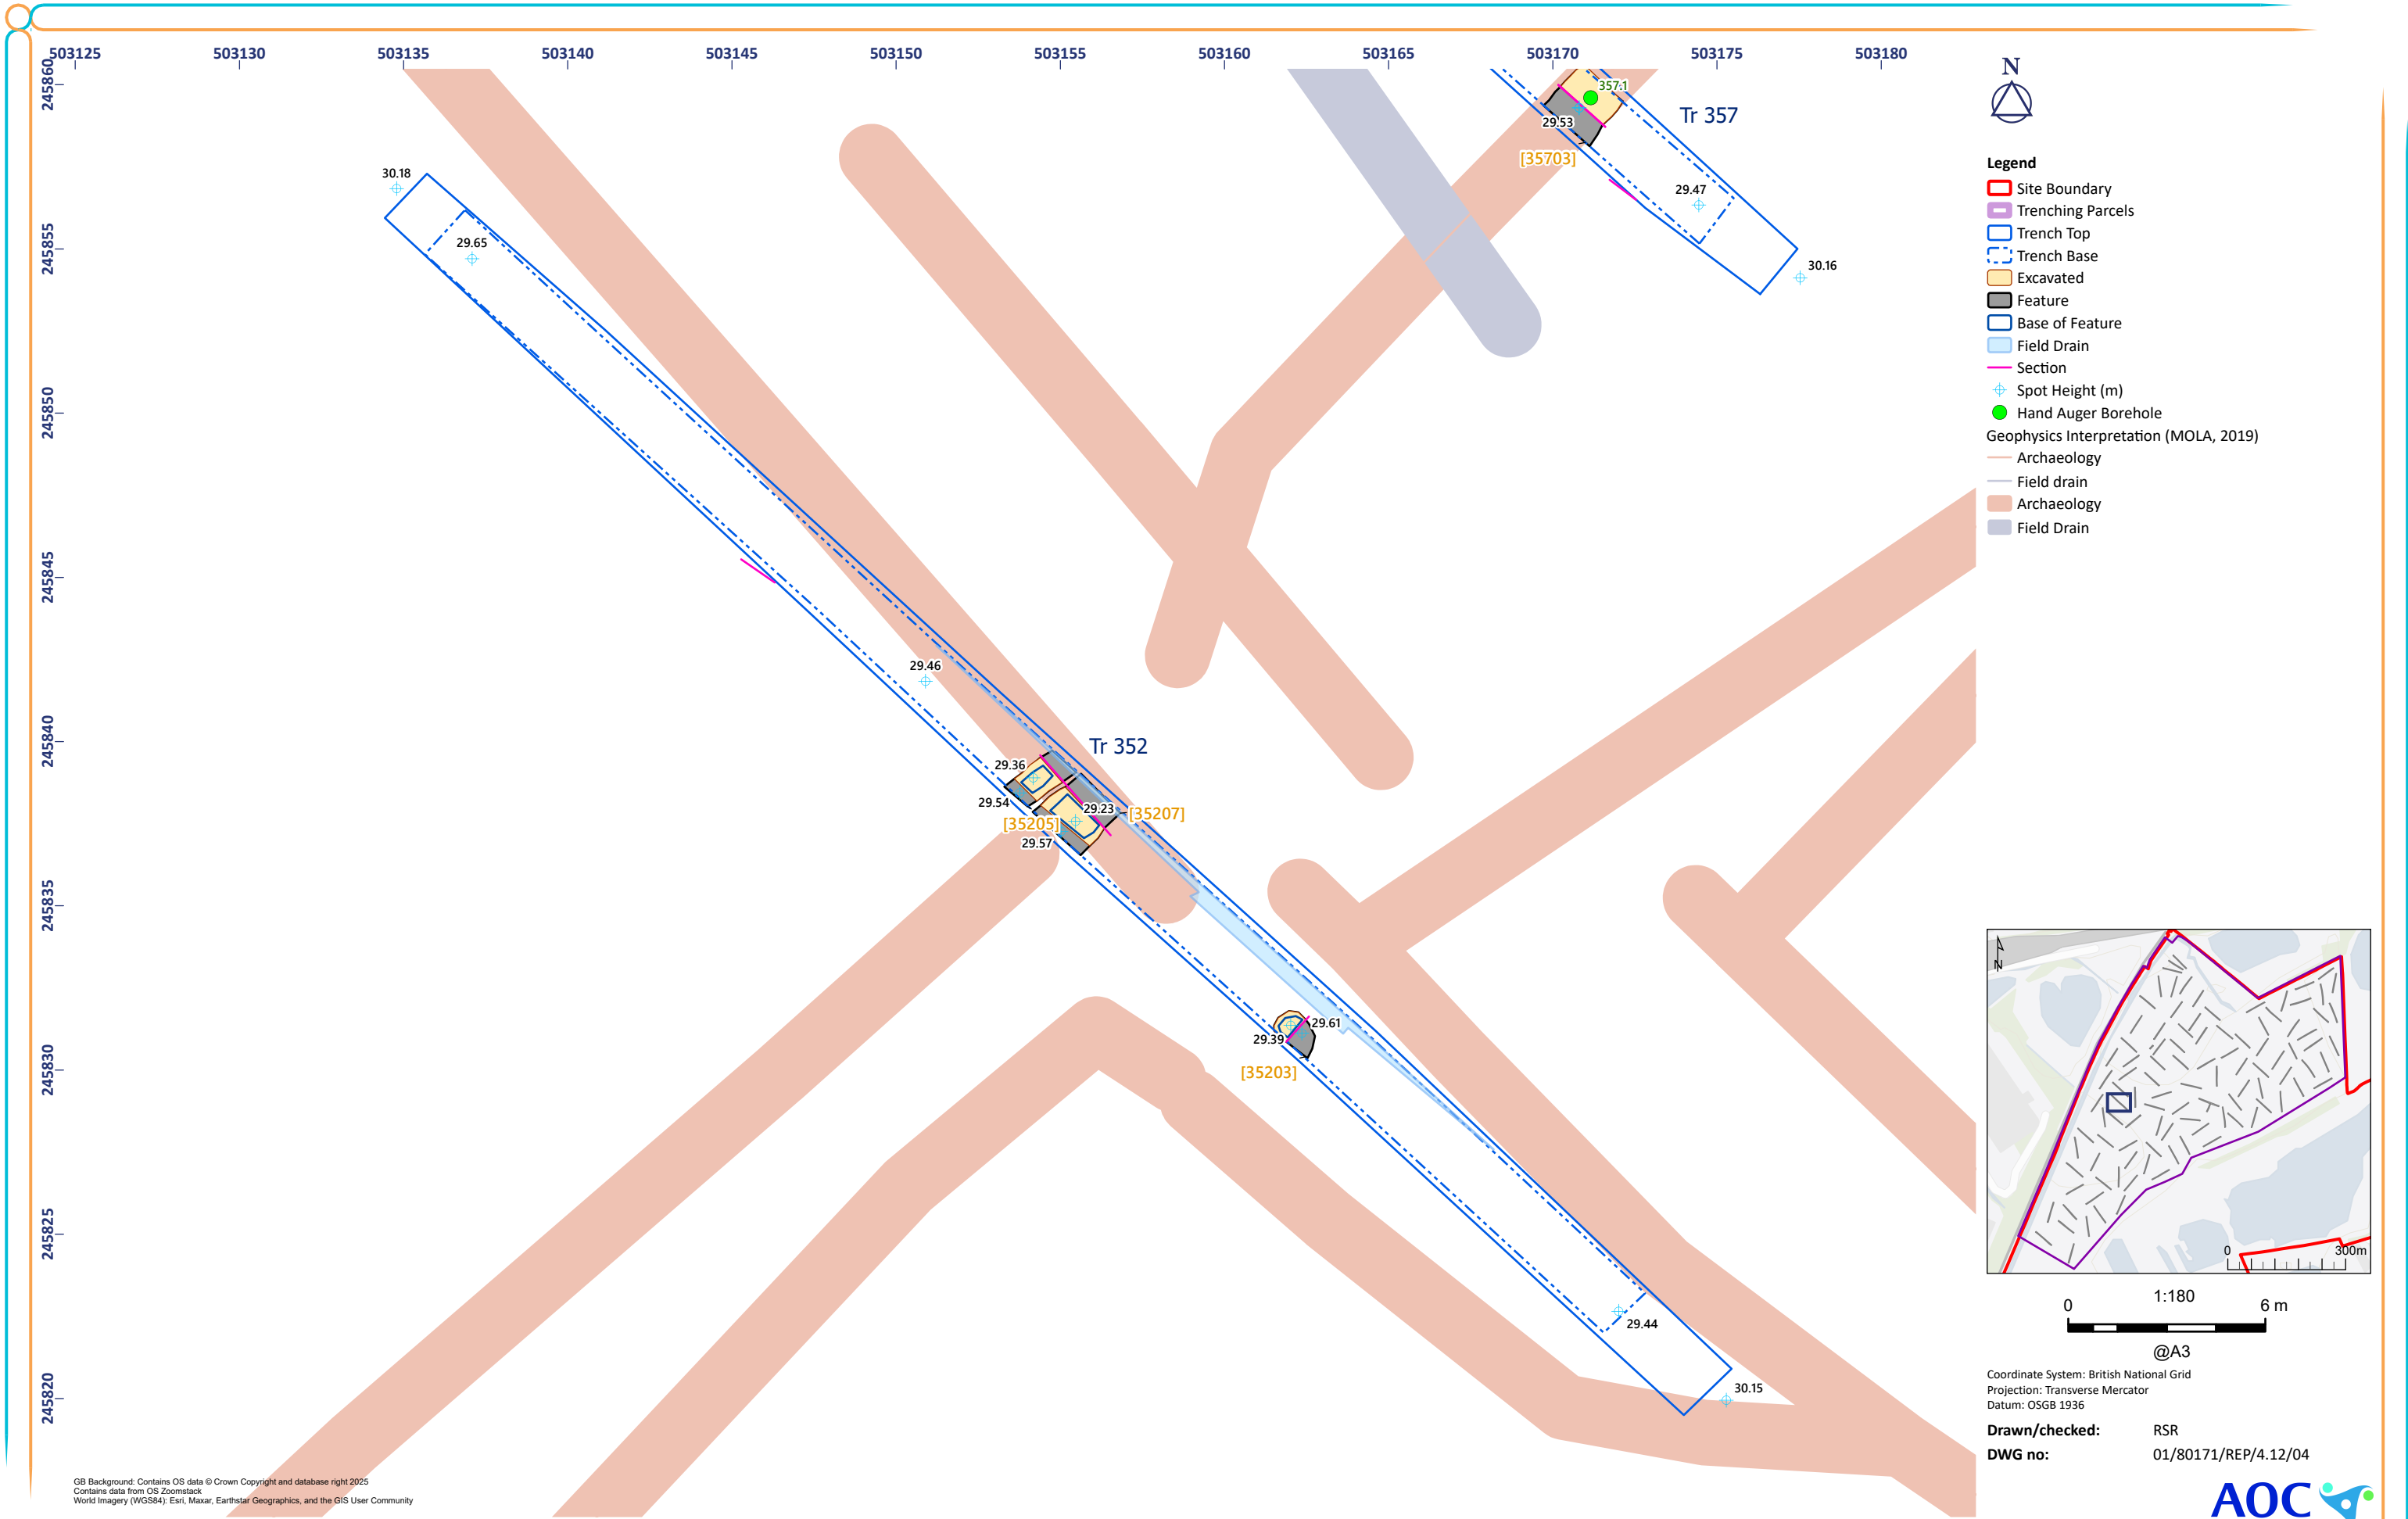 503125 503130 503135 503140 503145 503150 503155 503160 503165 503170 503175 503180
245860
245855
245850
245845
245840
245835
245830
245825
245820
357.1
Tr 357
29.53
[35703]
30.18
29.47
29.65
30.16
29.46
Tr 352
29.36
29.54
29.23
[35207]
[35205]
29.57
29.61
29.39
[35203]
29.44
30.15
N
Legend
Site Boundary
Trenching Parcels
Trench Top
Trench Base
Excavated
Feature
Base of Feature
Field Drain
Section
Spot Height (m)
Hand Auger Borehole
Geophysics Interpretation (MOLA, 2019)
Archaeology
Field drain
Archaeology
Field Drain
N
0 300m
1:180
0 6 m
@A3
Coordinate System: British National Grid
Projection: Transverse Mercator
Datum: OSGB 1936
Drawn/checked: RSR
DWG no: 01/80171/REP/4.12/04
AOC
GB Background: Contains OS data © Crown Copyright and database right 2025
Contains data from OS Zoomstack
World Imagery (WGS84): Esri, Maxar, Earthstar Geographics, and the GIS User Community